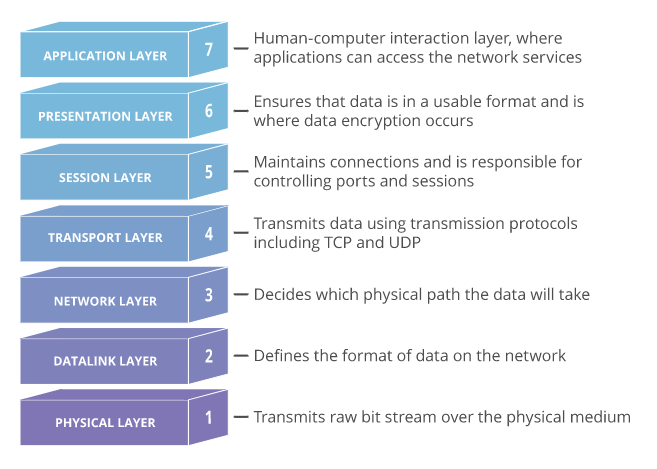 APPLICATION LAYER
7
Human-computer interaction layer, where
applications can access the network services
PRESENTATION LAYER
6
Ensures that data is in a usable format and is
where data encryption occurs
SESSION LAYER
5
Maintains connections and is responsible for
controlling ports and sessions
TRANSPORT LAYER
4
Transmits data using transmission protocols
including TCP and UDP
NETWORK LAYER
3
Decides which physical path the data will take
DATALINK LAYER
2
Defines the format of data on the network
PHYSICAL LAYER
1
Transmits raw bit stream over the physical medium